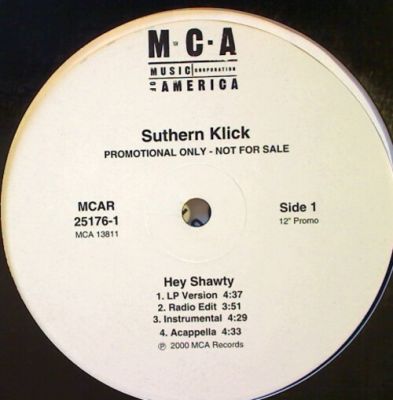 M·C·A
MUSIC CORPORATION
OF AMERICA
Suthern Klick
PROMOTIONAL ONLY - NOT FOR SALE
MCAR
25176-1
MCA 13811
Side 1
12" Promo
Hey Shawty
1. LP Version 4:37
2. Radio Edit 3:51
3. Instrumental 4:29
4. Acappella 4:33
℗ 2000 MCA Records